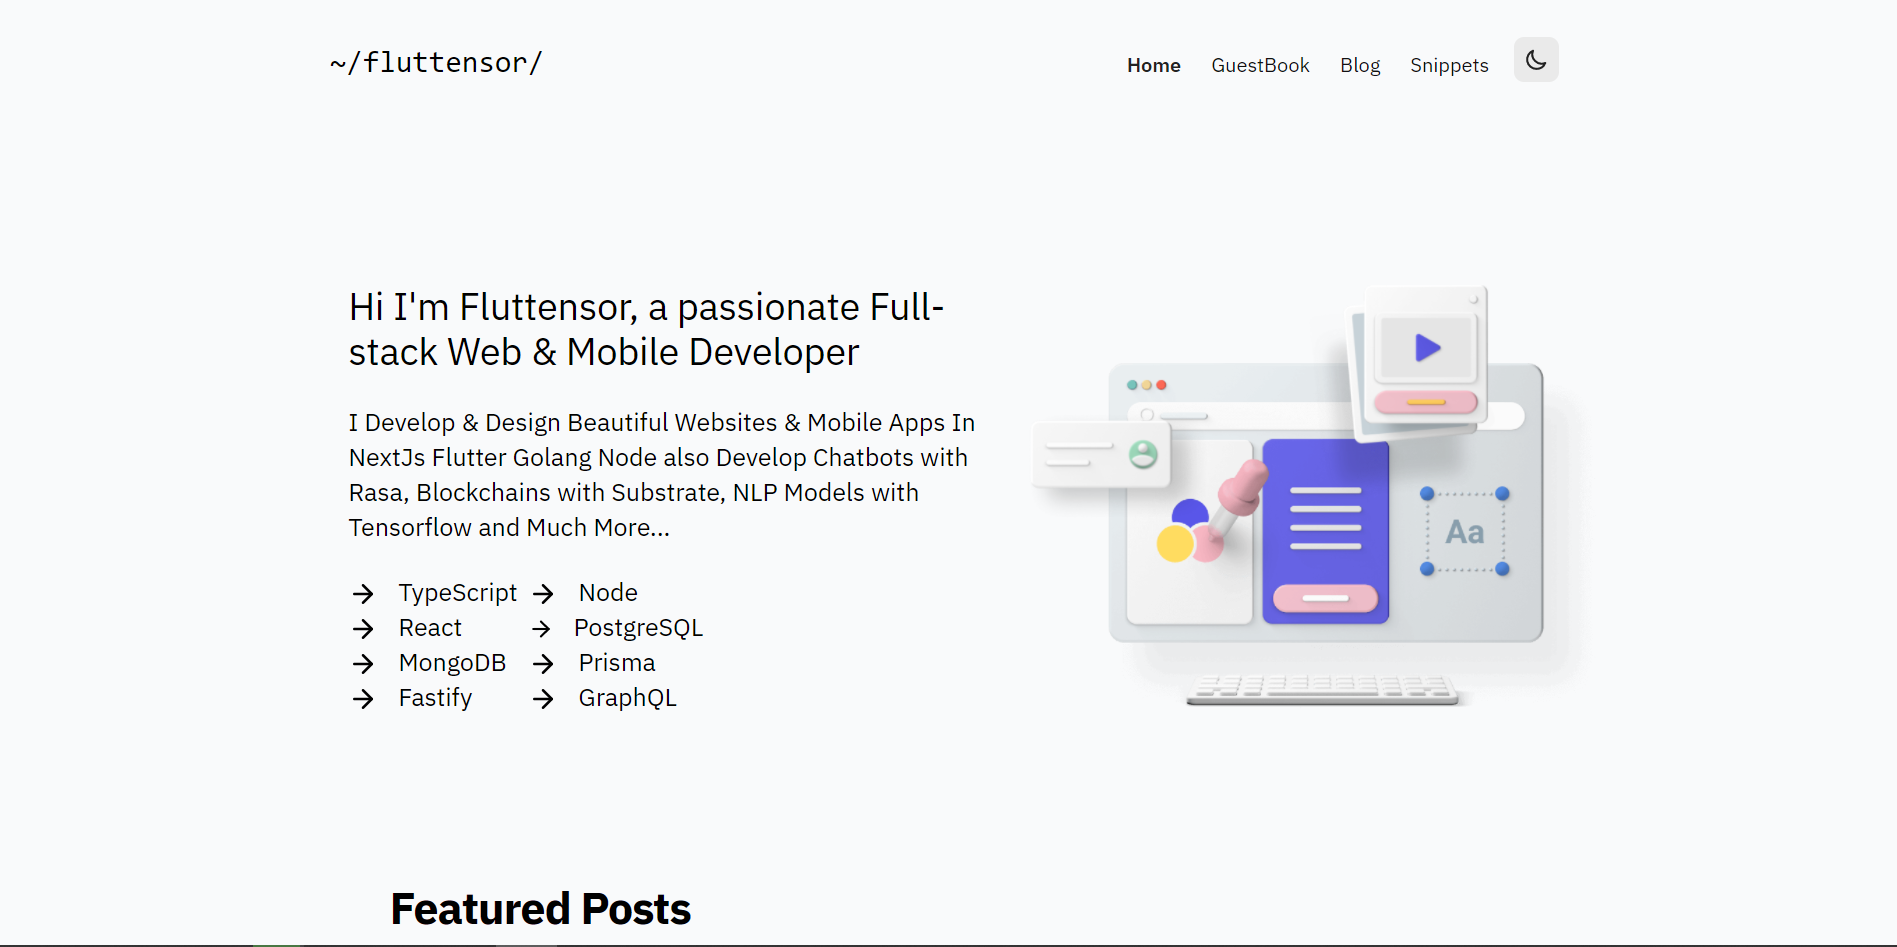 ~/fluttensor/
Home GuestBook Blog Snippets
Hi I'm Fluttensor, a passionate Full-
stack Web & Mobile Developer
I Develop & Design Beautiful Websites & Mobile Apps In
NextJs Flutter Golang Node also Develop Chatbots with
Rasa, Blockchains with Substrate, NLP Models with
Tensorflow and Much More...
→ TypeScript → Node
→ React → PostgreSQL
→ MongoDB → Prisma
→ Fastify → GraphQL
Aa
Featured Posts